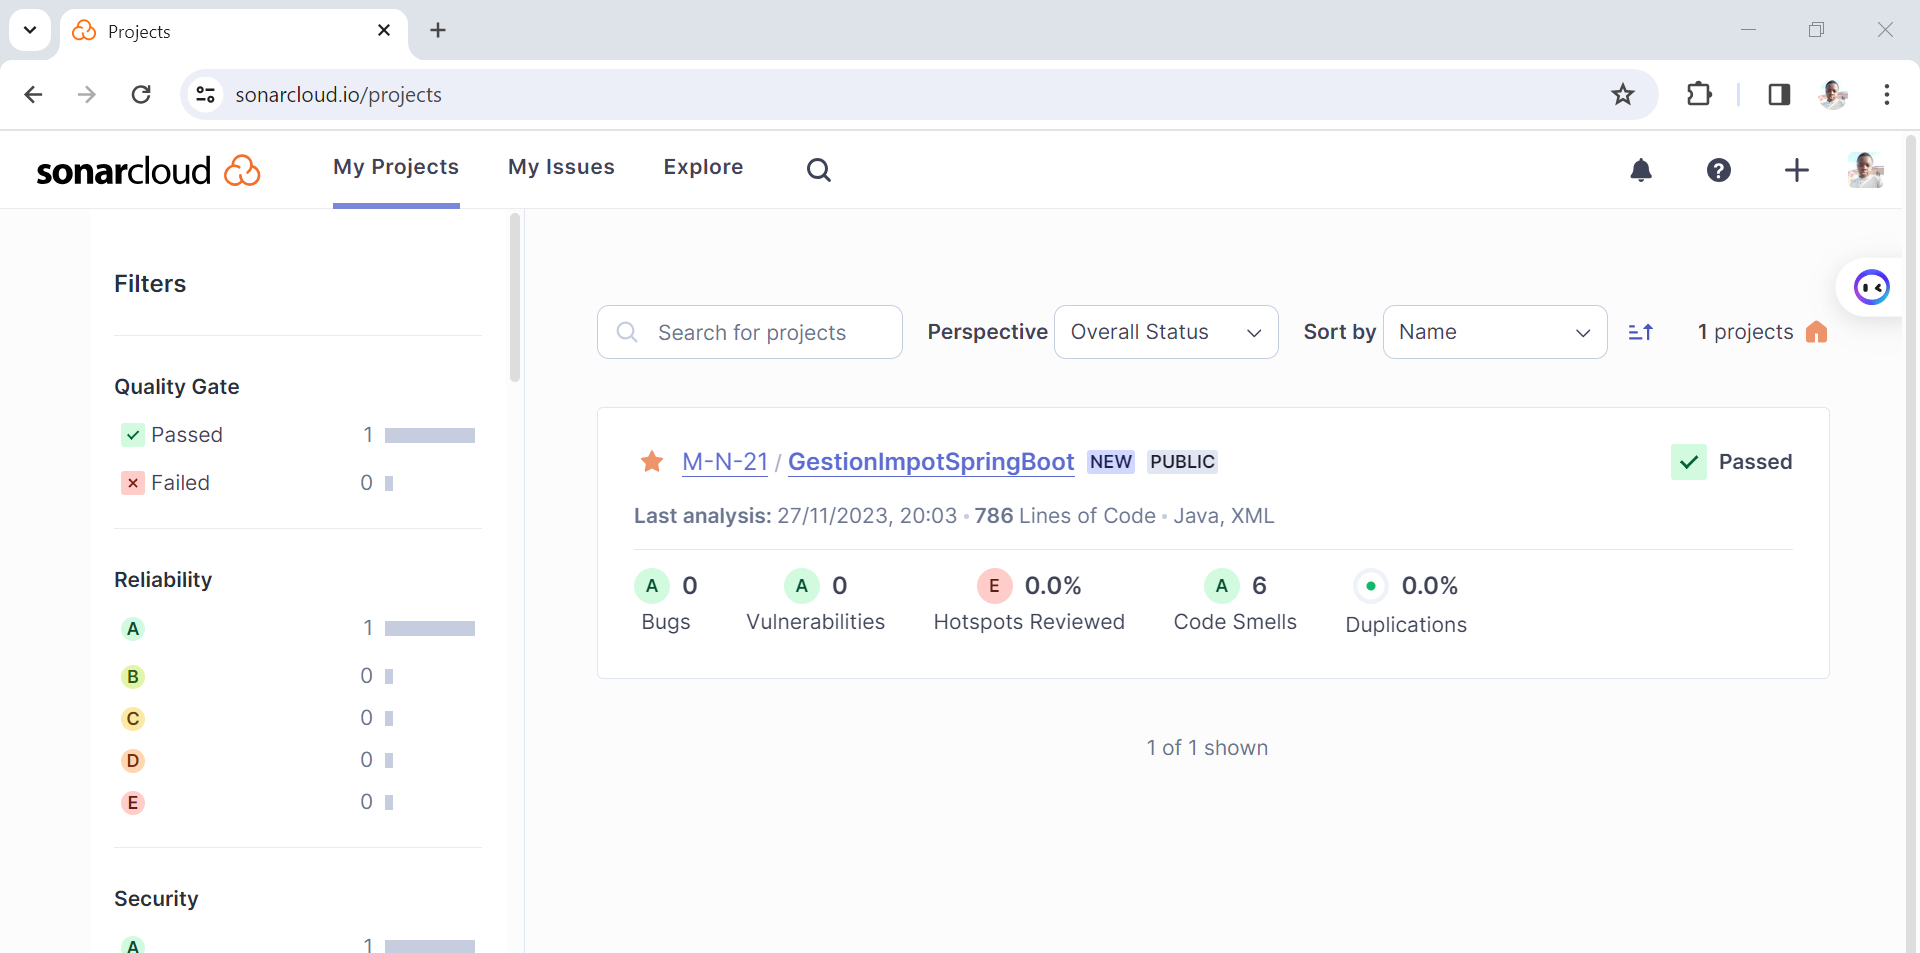 Projects
sonarcloud.io/projects
sonarcloud
My Projects
My Issues
Explore
Filters
Quality Gate
Passed 1
Failed 0
Reliability
A 1
B 0
C 0
D 0
E 0
Security
A 1
Search for projects
Perspective Overall Status
Sort by Name
1 projects
M-N-21 / GestionImpotSpringBoot NEW PUBLIC
Passed
Last analysis: 27/11/2023, 20:03 • 786 Lines of Code • Java, XML
A 0
Bugs
A 0
Vulnerabilities
E 0.0%
Hotspots Reviewed
A 6
Code Smells
0.0%
Duplications
1 of 1 shown